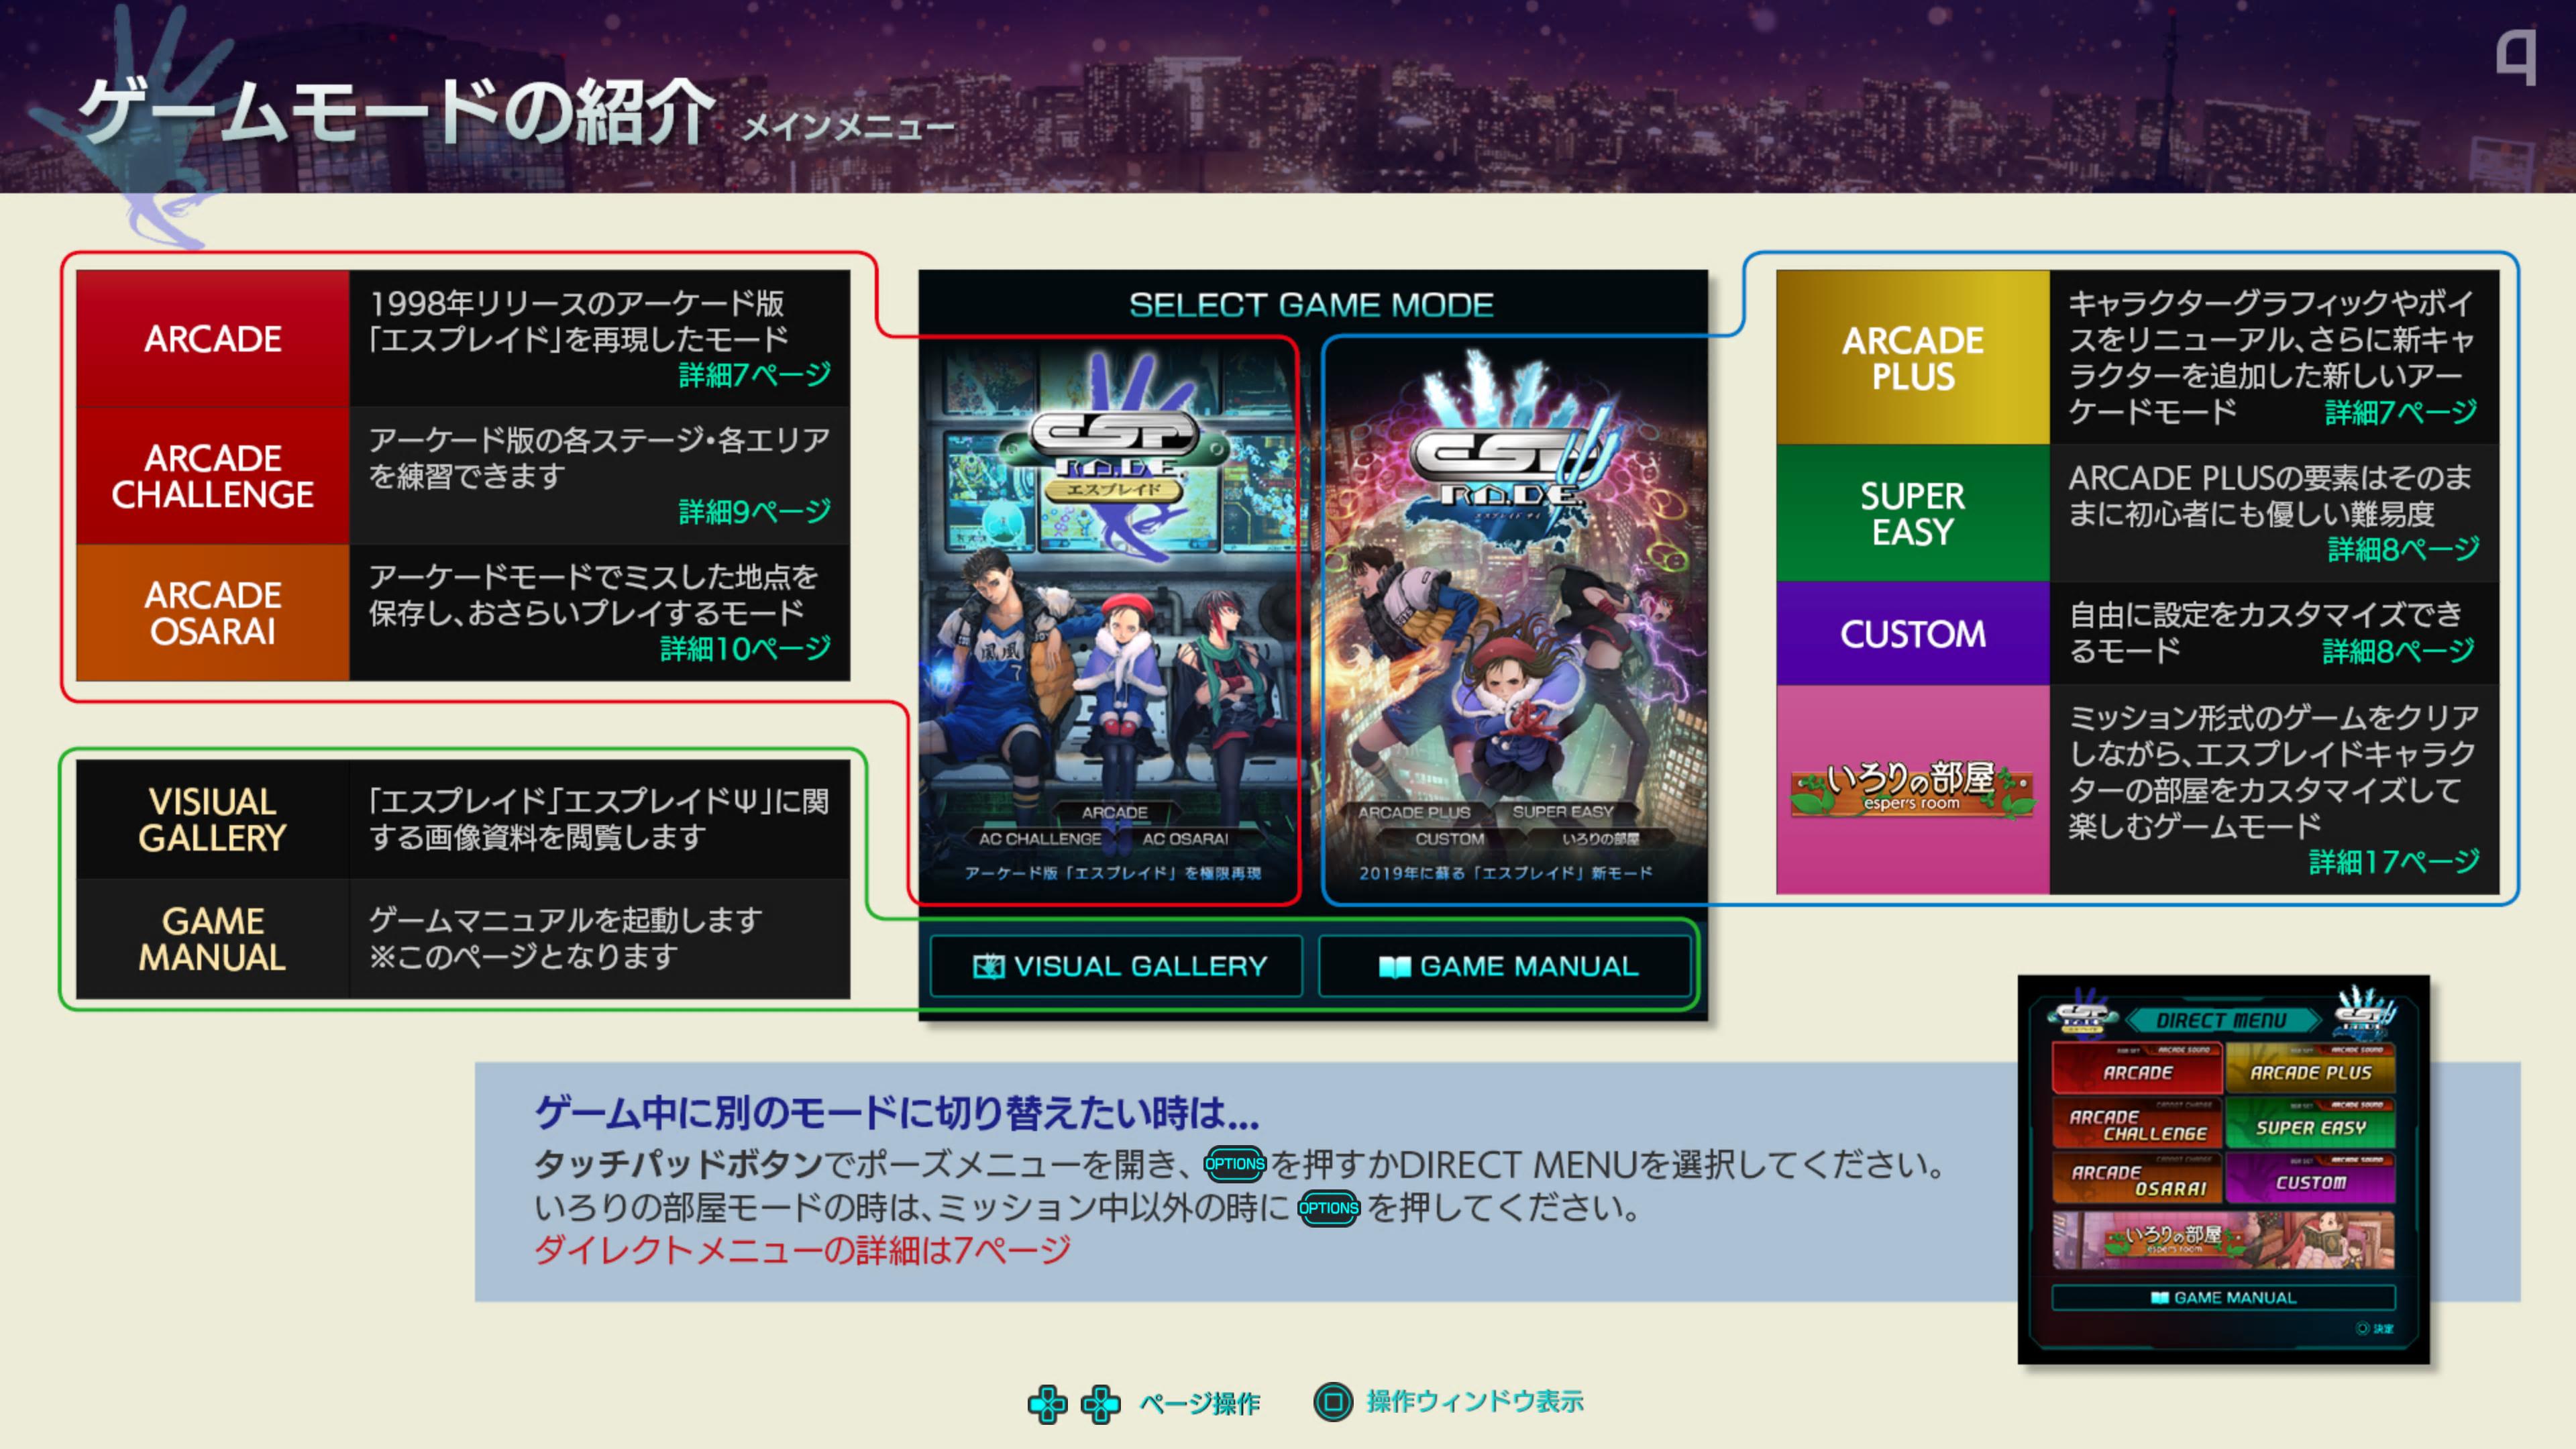 ゲームモードの紹介 メインメニュー
ARCADE
1998年リリースのアーケード版
「エスプレイド」を再現したモード
詳細7ページ
ARCADE
CHALLENGE
アーケード版の各ステージ・各エリア
を練習できます
詳細9ページ
ARCADE
OSARAI
アーケードモードでミスした地点を
保存し、おさらいプレイするモード
詳細10ページ
VISIUAL
GALLERY
「エスプレイド」「エスプレイドΨ」に関
する画像資料を閲覧します
GAME
MANUAL
ゲームマニュアルを起動します
※このページとなります
SELECT GAME MODE
ESP
RA.DE.
エスプレイド
鳳凰
7
ARCADE
AC CHALLENGE AC OSARAI
アーケード版「エスプレイド」を極限再現
ESP
RA.DE.
エスプレイド サイ
ARCADE PLUS SUPER EASY
CUSTOM いろりの部屋
2019年に蘇る「エスプレイド」新モード
VISUAL GALLERY GAME MANUAL
ARCADE
PLUS
キャラクターグラフィックやボイ
スをリニューアル、さらに新キャ
ラクターを追加した新しいアー
ケードモード 詳細7ページ
SUPER
EASY
ARCADE PLUSの要素はそのま
まに初心者にも優しい難易度
詳細8ページ
CUSTOM
自由に設定をカスタマイズでき
るモード 詳細8ページ
いろりの部屋
esper's room
ミッション形式のゲームをクリア
しながら、エスプレイドキャラク
ターの部屋をカスタマイズして
楽しむゲームモード
詳細17ページ
ゲーム中に別のモードに切り替えたい時は...
タッチパッドボタンでポーズメニューを開き、OPTIONSを押すかDIRECT MENUを選択してください。
いろりの部屋モードの時は、ミッション中以外の時にOPTIONSを押してください。
ダイレクトメニューの詳細は7ページ
DIRECT MENU
ARCADE SOUND
ARCADE
ARCADE SOUND
ARCADE PLUS
CANNOT CHANGE
ARCADE
CHALLENGE
ARCADE SOUND
SUPER EASY
CANNOT CHANGE
ARCADE
OSARAI
ARCADE SOUND
CUSTOM
いろりの部屋
esper's room
GAME MANUAL
決定
ページ操作 操作ウィンドウ表示